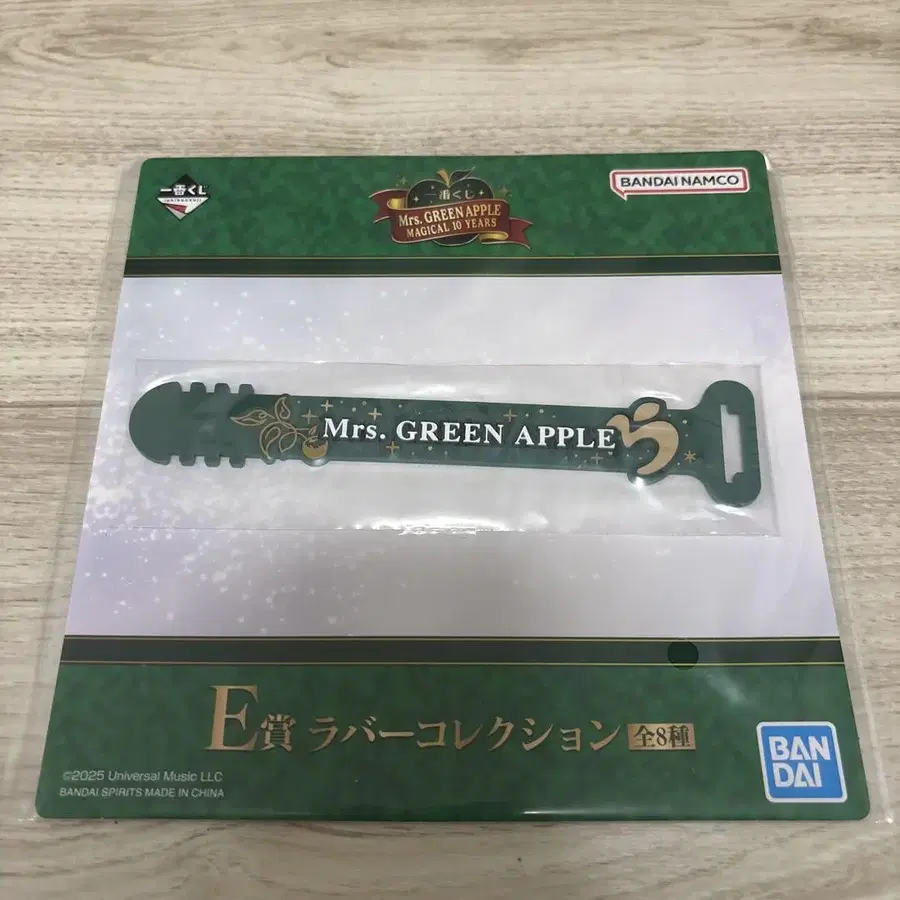 一番くじ
一番くじ
Mrs. GREEN APPLE
MAGICAL 10 YEARS
BANDAI NAMCO
Mrs. GREEN APPLE
E賞 ラバーコレクション 全8種
©2025 Universal Music LLC
BANDAI SPIRITS MADE IN CHINA
BAN
DAI